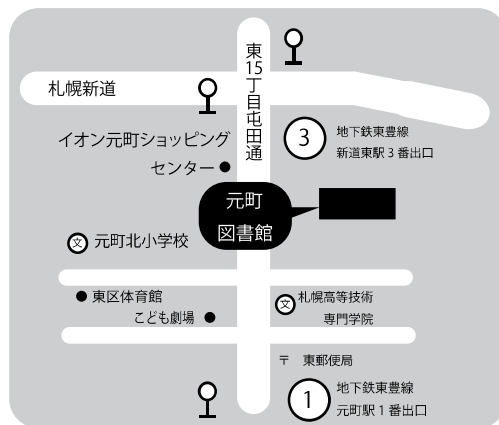 札幌新道
東15丁目屯田通
イオン元町ショッピング
センター
3
地下鉄東豊線
新道東駅3番出口
元町
図書館
文
元町北小学校
東区体育館
こども劇場
文
札幌高等技術
専門学院
〒 東郵便局
1
地下鉄東豊線
元町駅1番出口